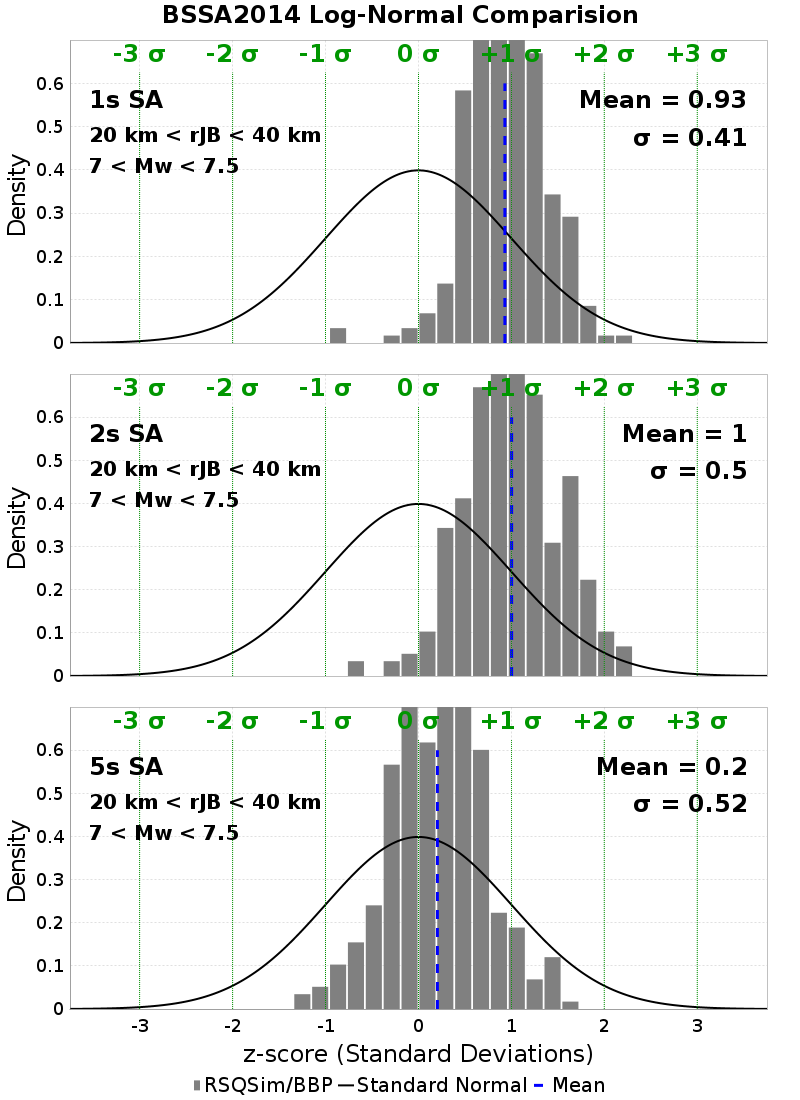 BSSA2014 Log-Normal Comparision
-3 σ -2 σ -1 σ 0 σ +1 σ +2 σ +3 σ
1s SA
20 km < rJB < 40 km
7 < Mw < 7.5
Mean = 0.93
σ = 0.41
Density
0.6
0.5
0.4
0.3
0.2
0.1
0
-3 σ -2 σ -1 σ 0 σ +1 σ +2 σ +3 σ
2s SA
20 km < rJB < 40 km
7 < Mw < 7.5
Mean = 1
σ = 0.5
Density
0.6
0.5
0.4
0.3
0.2
0.1
0
-3 σ -2 σ -1 σ 0 σ +1 σ +2 σ +3 σ
5s SA
20 km < rJB < 40 km
7 < Mw < 7.5
Mean = 0.2
σ = 0.52
Density
0.6
0.5
0.4
0.3
0.2
0.1
0
-3 -2 -1 0 1 2 3
z-score (Standard Deviations)
RSQSim/BBP Standard Normal Mean